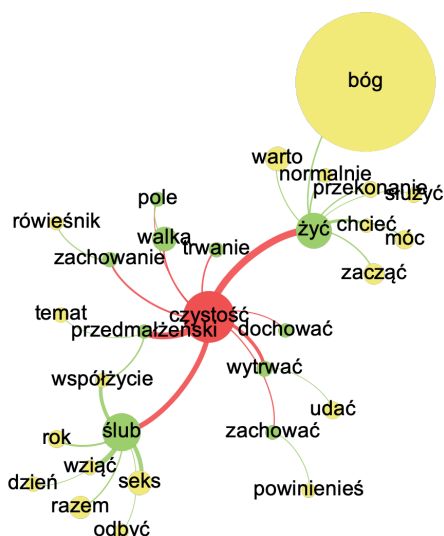 bóg
warto
normalnie
przekonanie
służyć
pole
rówieśnik
walka
trwanie
żyć
chcieć
móc
zachowanie
zacząć
temat
czystość
przedmałżeński
dochować
współżycie
wytrwać
udać
rok
ślub
zachować
wziąć
dzień
seks
powinienieś
razem
odbyć